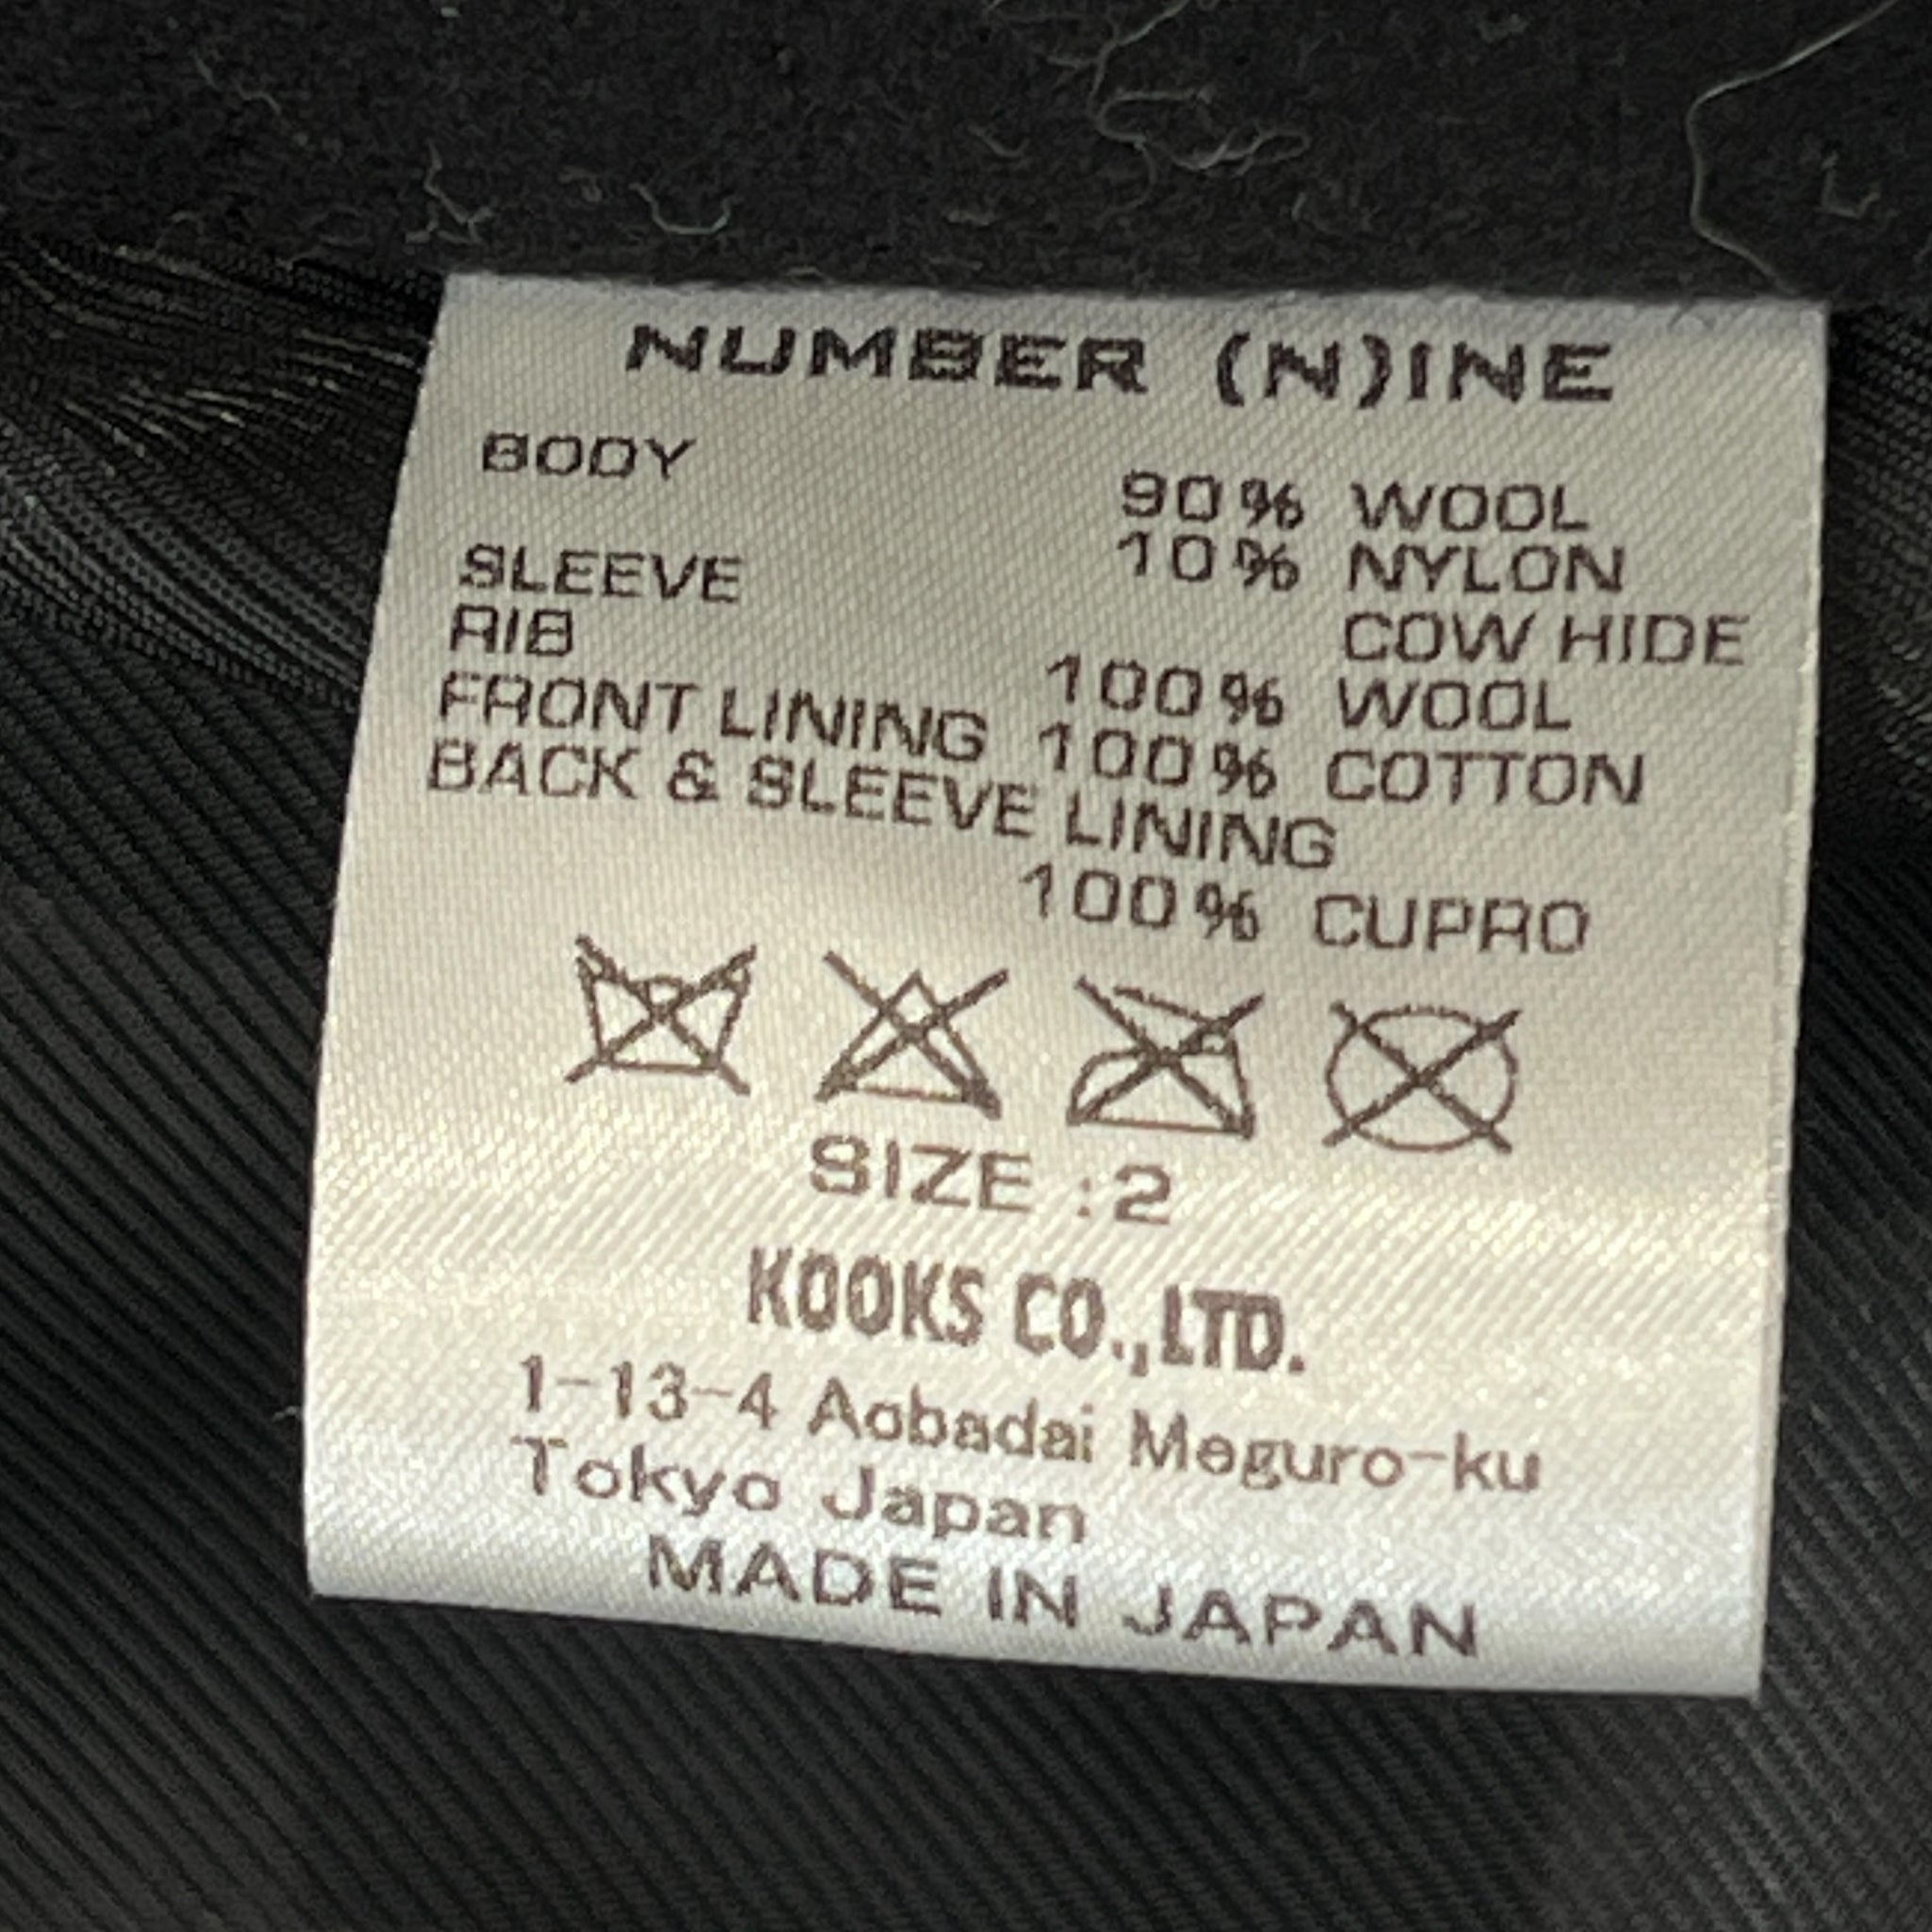 NUMBER (N)INE
BODY
90% WOOL
10% NYLON
SLEEVE COW HIDE
RIB 100% WOOL
FRONT LINING 100% COTTON
BACK & SLEEVE LINING
100% CUPRO
SIZE :2
KOOKS CO.,LTD.
1-13-4 Aobadai Meguro-ku
Tokyo Japan
MADE IN JAPAN